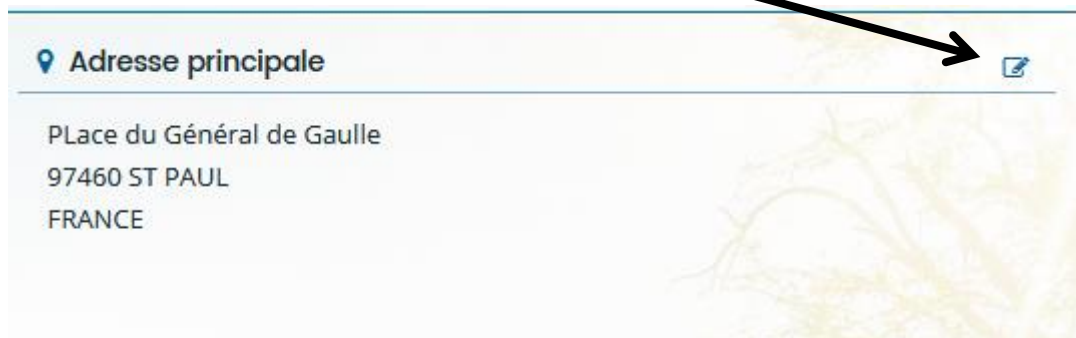 Adresse principale
PLace du Général de Gaulle
97460 ST PAUL
FRANCE